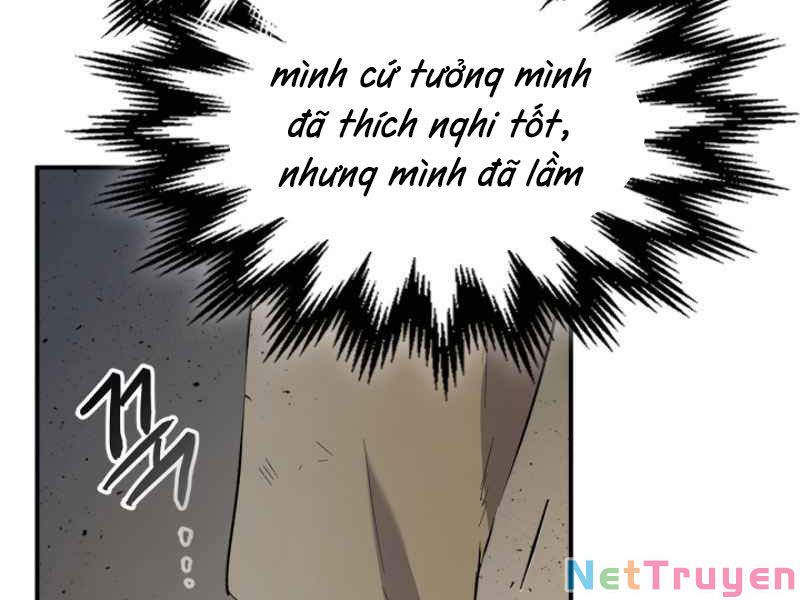 mình cứ tưởng mình
đã thích nghi tốt,
nhưng mình đã lầm
NetTruyen